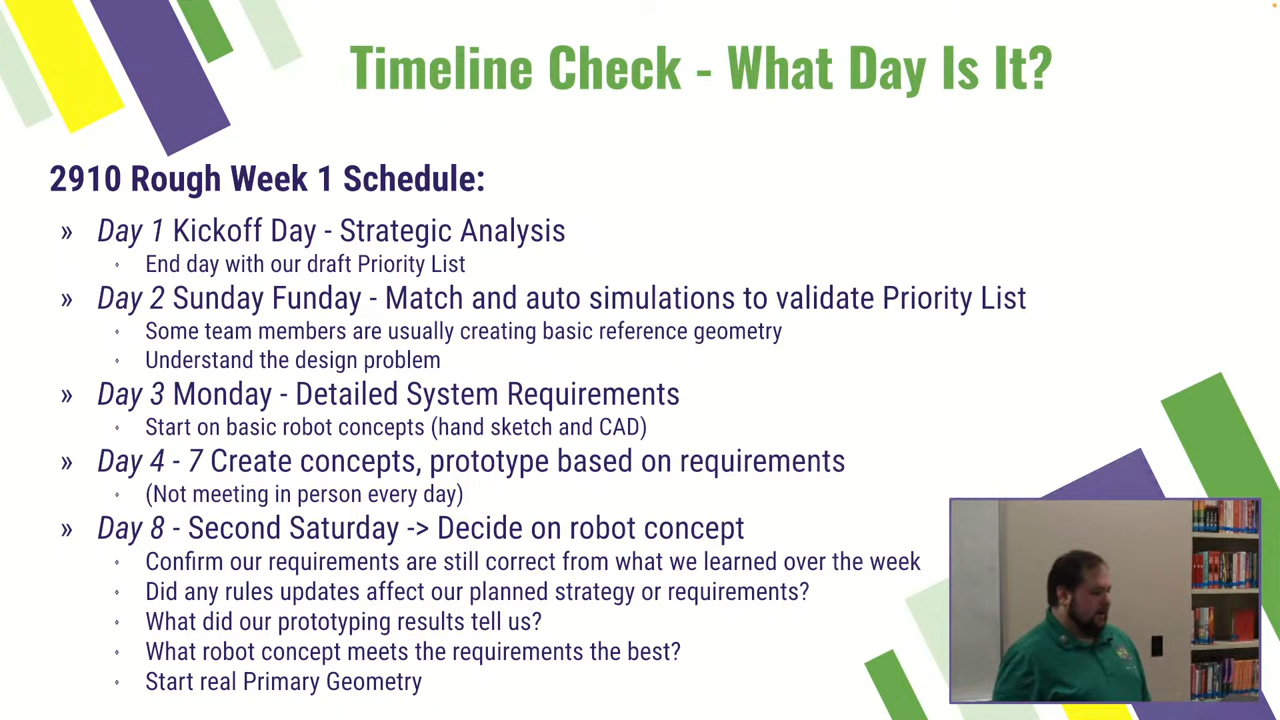 Timeline Check - What Day Is It?
2910 Rough Week 1 Schedule:
» Day 1 Kickoff Day - Strategic Analysis
End day with our draft Priority List
» Day 2 Sunday Funday - Match and auto simulations to validate Priority List
Some team members are usually creating basic reference geometry
Understand the design problem
» Day 3 Monday - Detailed System Requirements
Start on basic robot concepts (hand sketch and CAD)
» Day 4 - 7 Create concepts, prototype based on requirements
(Not meeting in person every day)
» Day 8 - Second Saturday -> Decide on robot concept
Confirm our requirements are still correct from what we learned over the week
Did any rules updates affect our planned strategy or requirements?
What did our prototyping results tell us?
What robot concept meets the requirements the best?
Start real Primary Geometry